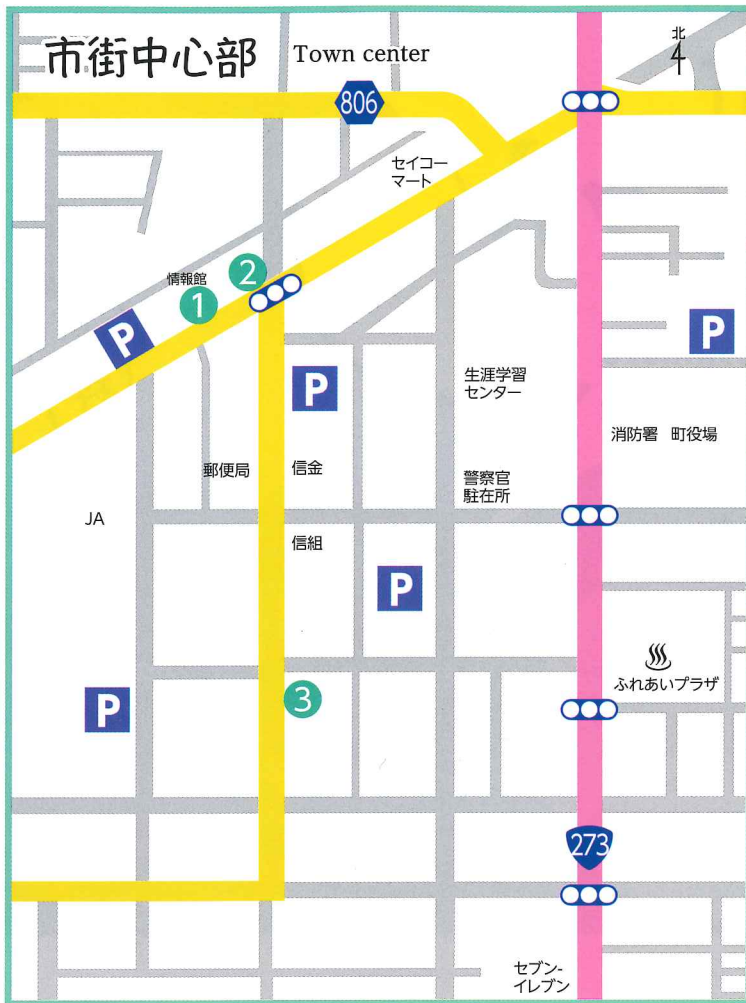 市街中心部 Town center
北
806
セイコー
マート
情報館
2
1
P
P
P
生涯学習
センター
消防署 町役場
郵便局
信金
警察官
駐在所
JA
信組
P
ふれあいプラザ
3
P
273
セブン-
イレブン